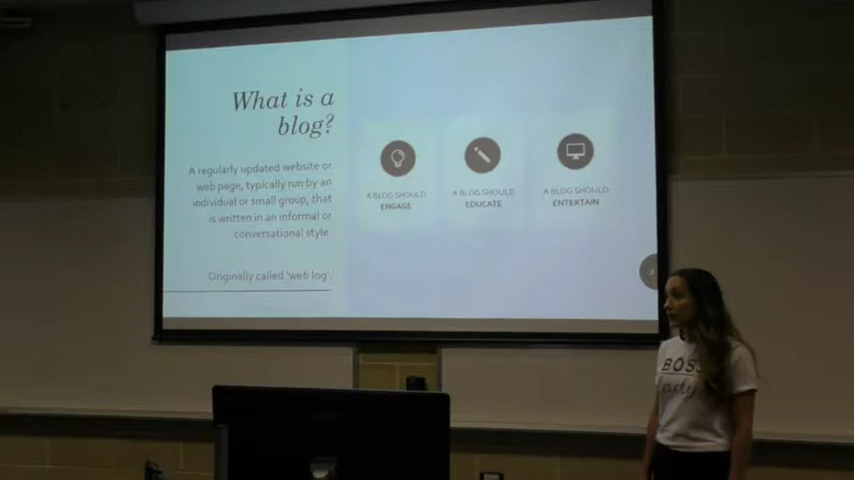 What is a
blog?
A regularly updated website or
web page, typically run by an
individual or small group, that
is written in an informal or
conversational style.
Originally called 'web log'.
A BLOG SHOULD
ENGAGE
A BLOG SHOULD
EDUCATE
A BLOG SHOULD
ENTERTAIN
BOSS